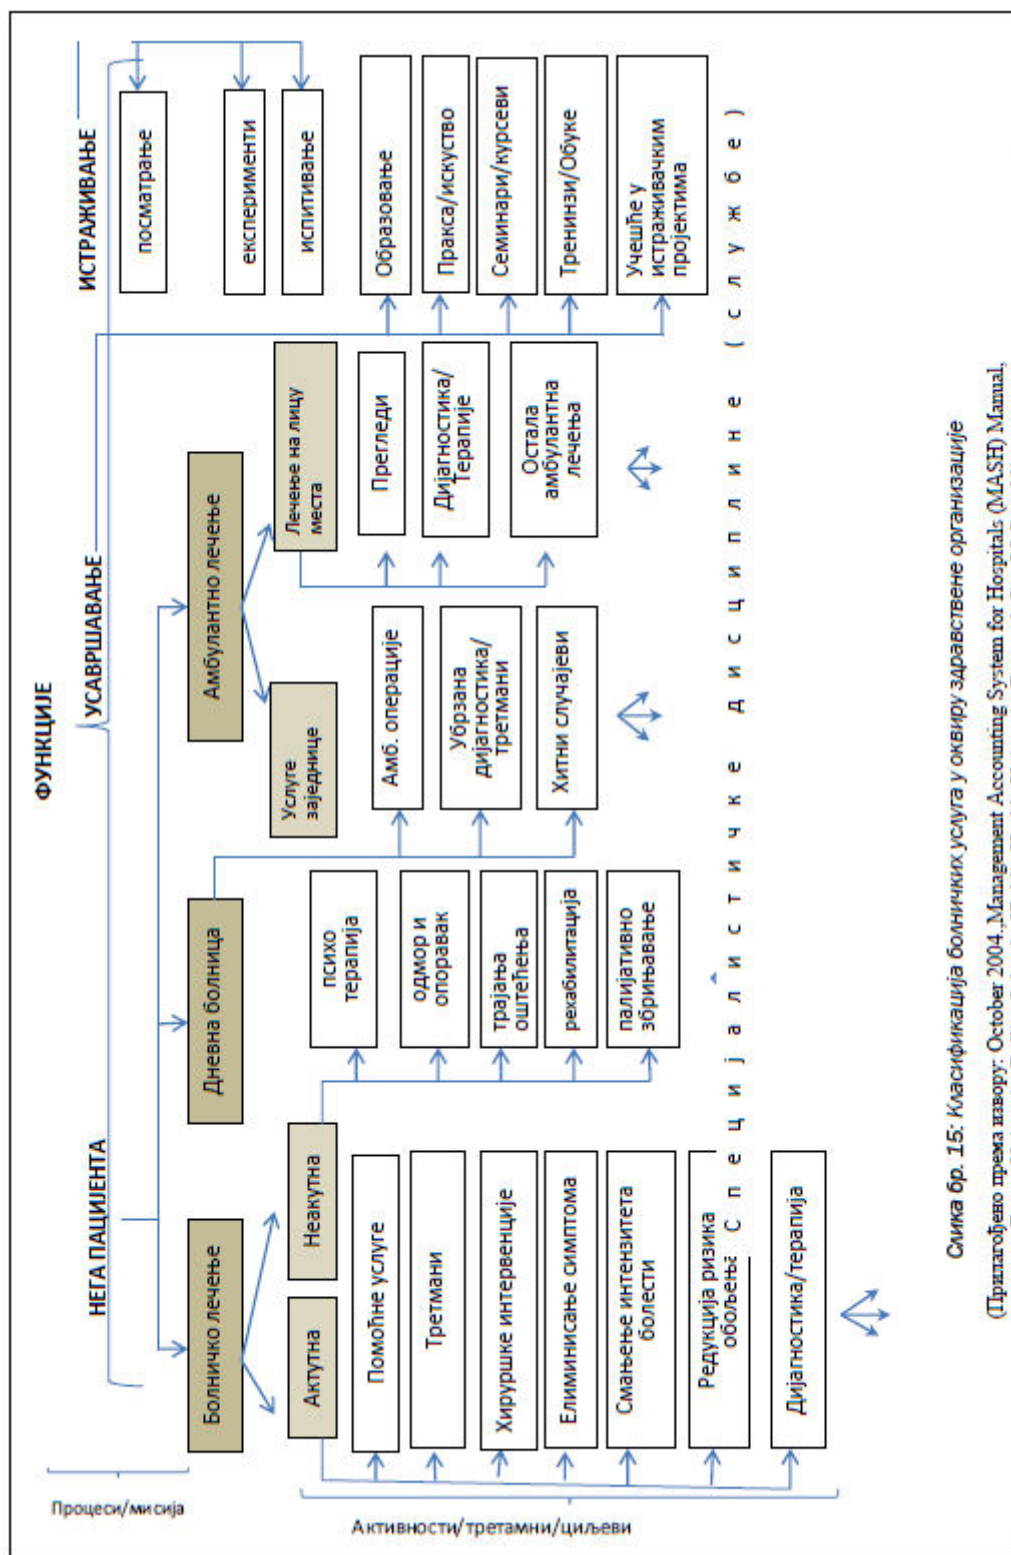 ФУНКЦИЈЕ
НЕГА ПАЦИЈЕНТА
УСАВРШАВАЊЕ
ИСТРАЖИВАЊЕ
Процеси/мисија
Болничко лечење
Дневна болница
Амбулантно лечење
посматрање
експерименти
испитивање
Актутна
Неакутна
Услуге
заједнице
Лечење на лицу
места
Активности/третамни/циљеви
Помоћне услуге
Третмани
Хируршке интервенције
Елиминисање симптома
Смањење интензитета
болести
Редукција ризика
обољења
Дијагностика/терапија
психо
терапија
одмор и
опоравак
трајања
оштећења
рехабилитација
палијативно
збрињавање
Амб. операције
Убрзана
дијагностика/
третмани
Хитни случајеви
Прегледи
Дијагностика/
Терапије
Остала
амбулантна
лечења
Образовање
Пракса/искуство
Семинари/курсеви
Тренинзи/Обуке
Учешће у
истраживачким
пројектима
Специјалистичке дисциплине (службе)
Слика бр. 15: Класификација болничких услуга у оквиру здравствене организације
(Прилагођено према извору: October 2004.,Management Accounting System for Hospitals (MASH) Manual,